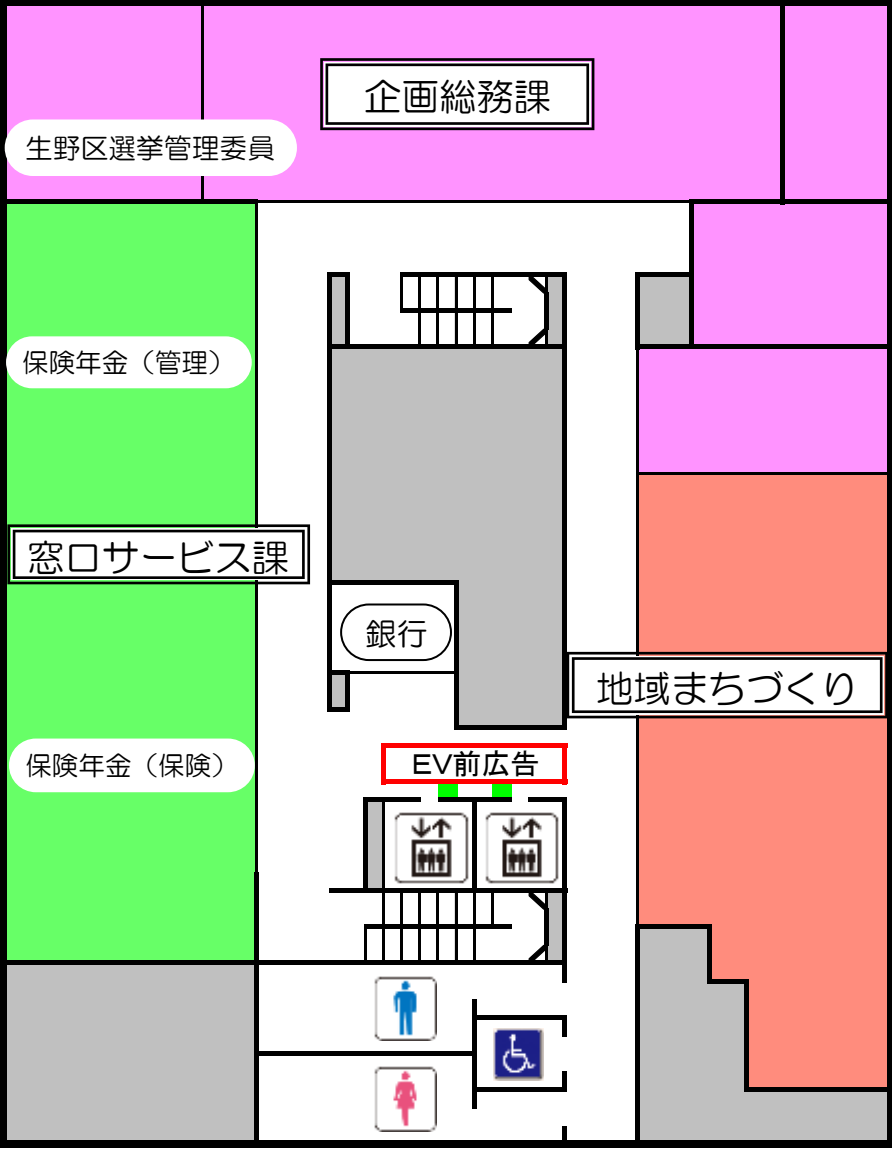 企画総務課
生野区選挙管理委員
保険年金（管理）
窓口サービス課
銀行
地域まちづくり
EV前広告
保険年金（保険）